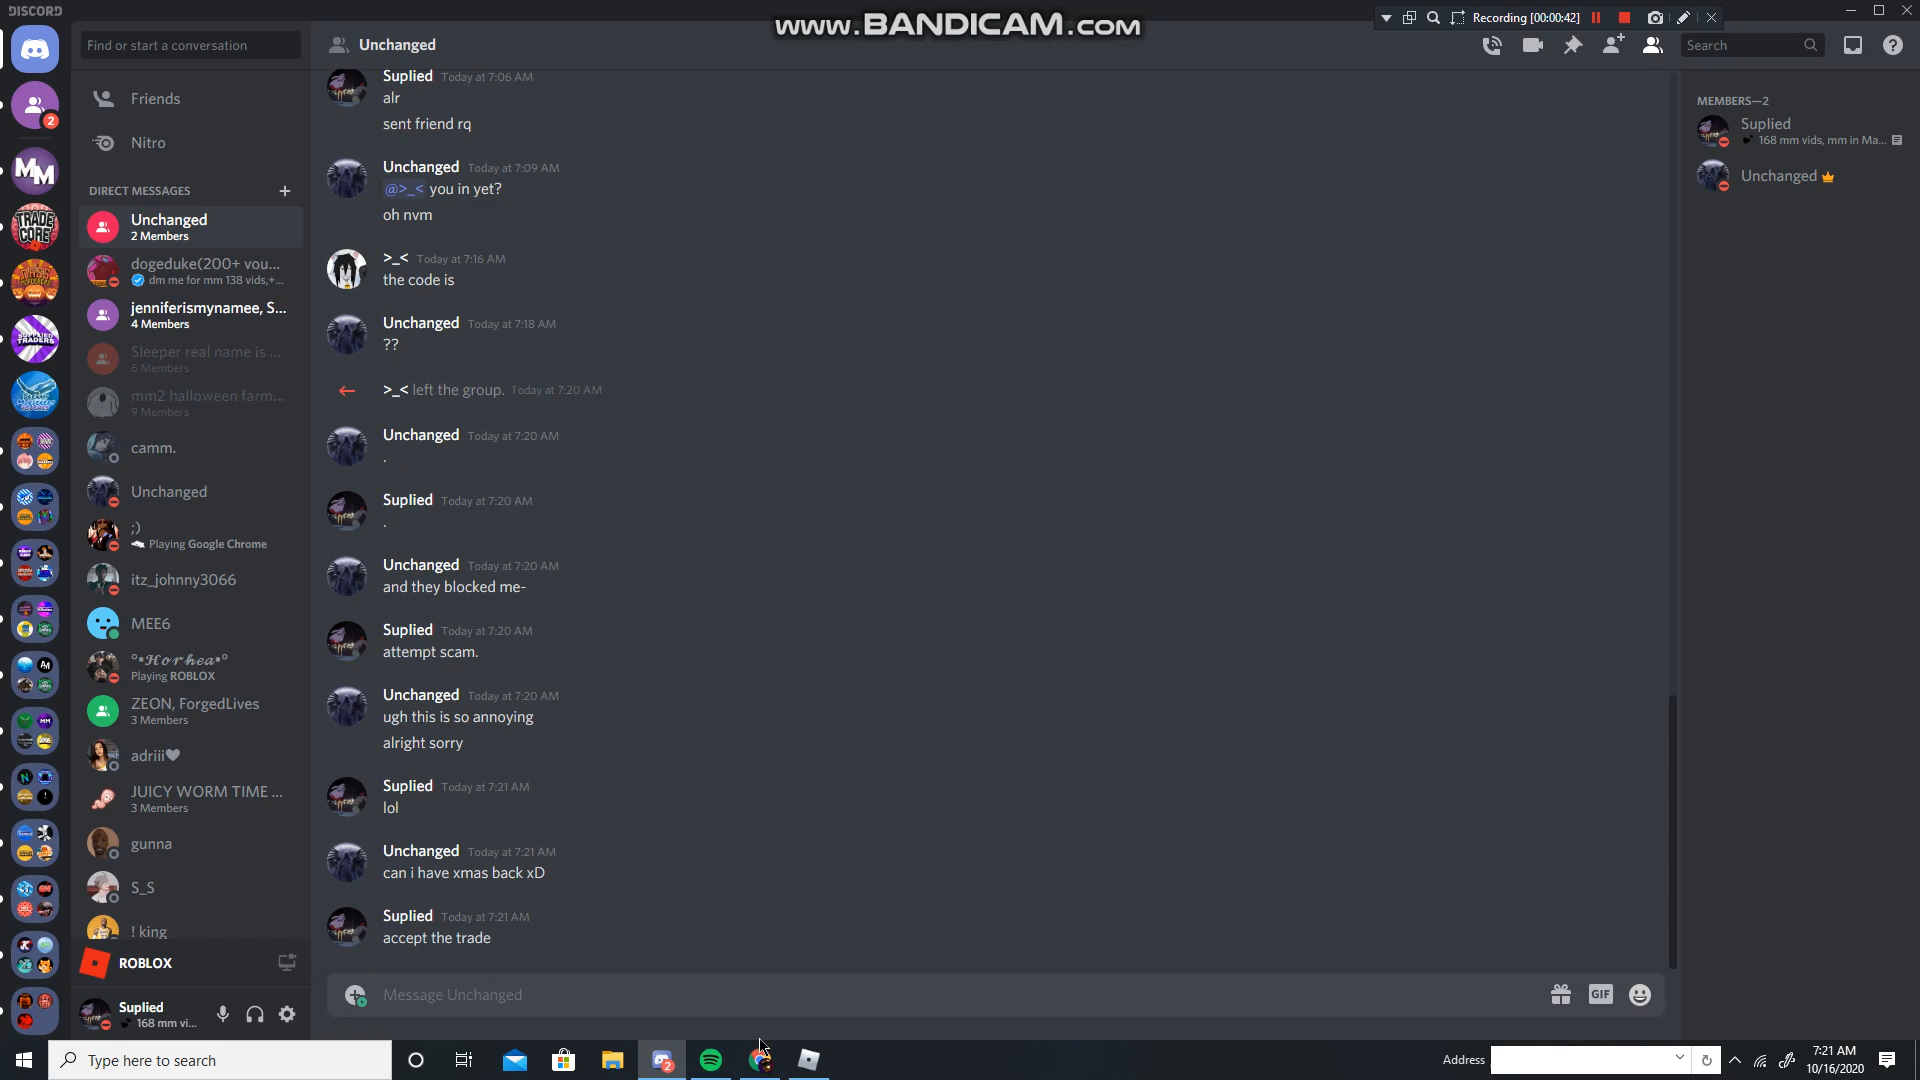 DISCORD
www.BANDICAM.com
Recording [00:00:42]
Find or start a conversation
Unchanged
Search
Friends
Nitro
DIRECT MESSAGES
Unchanged
2 Members
dogeduke(200+ vou...
dm me for mm 138 vids,+...
jenniferismynamee, S...
4 Members
Sleeper real name is ...
6 Members
mm2 halloween farm...
9 Members
camm.
Unchanged
;)
Playing Google Chrome
itz_johnny3066
MEE6
°•𝓗𝓸𝓻𝓱𝓮𝓪•°
Playing ROBLOX
ZEON, ForgedLives
3 Members
adriii🖤
JUICY WORM TIME ...
3 Members
gunna
S_S
! king
ROBLOX
Suplied
168 mm vi...
2
MM
TRADE
CORE
Suplied Today at 7:06 AM
alr
sent friend rq
Unchanged Today at 7:09 AM
@>_< you in yet?
oh nvm
>_< Today at 7:16 AM
the code is
Unchanged Today at 7:18 AM
??
>_< left the group. Today at 7:20 AM
Unchanged Today at 7:20 AM
.
Suplied Today at 7:20 AM
.
Unchanged Today at 7:20 AM
and they blocked me-
Suplied Today at 7:20 AM
attempt scam.
Unchanged Today at 7:20 AM
ugh this is so annoying
alright sorry
Suplied Today at 7:21 AM
lol
Unchanged Today at 7:21 AM
can i have xmas back xD
Suplied Today at 7:21 AM
accept the trade
Message Unchanged
GIF
MEMBERS—2
Suplied
168 mm vids, mm in Ma...
Unchanged
Type here to search
2
Address
7:21 AM
10/16/2020